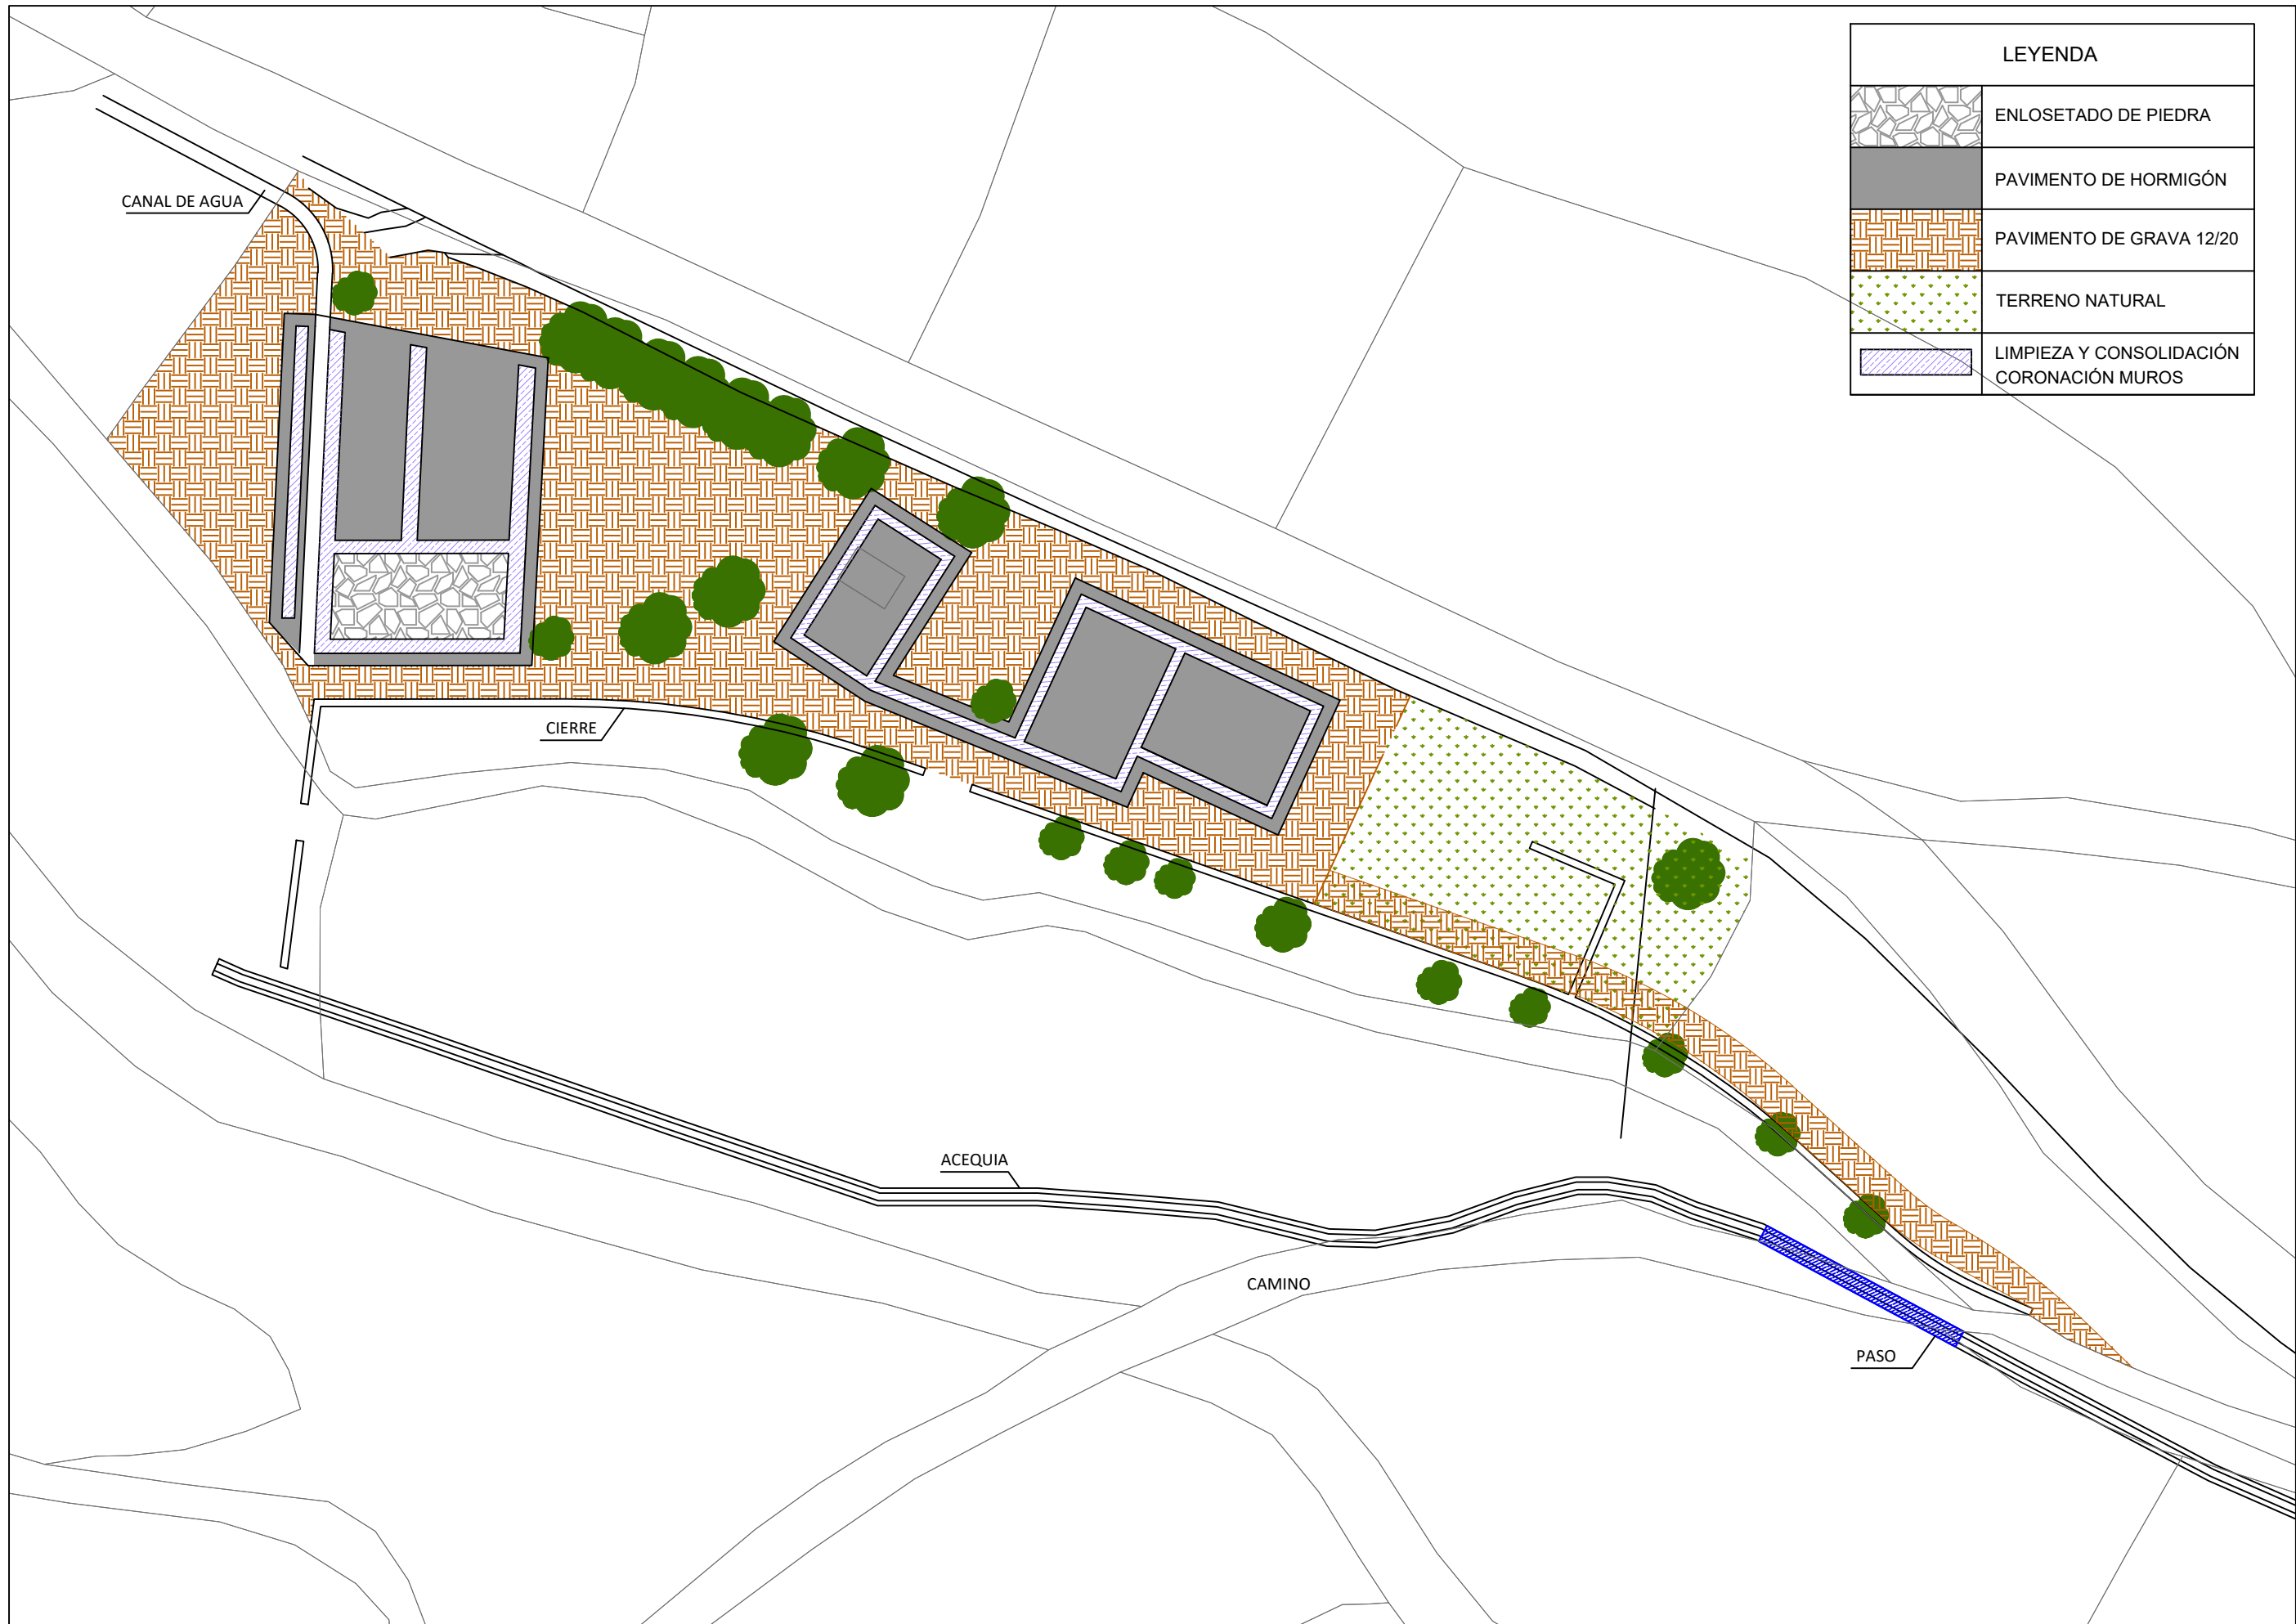 LEYENDA
ENLOSETADO DE PIEDRA
PAVIMENTO DE HORMIGÓN
PAVIMENTO DE GRAVA 12/20
TERRENO NATURAL
LIMPIEZA Y CONSOLIDACIÓN
CORONACIÓN MUROS
CANAL DE AGUA
CIERRE
ACEQUIA
CAMINO
PASO